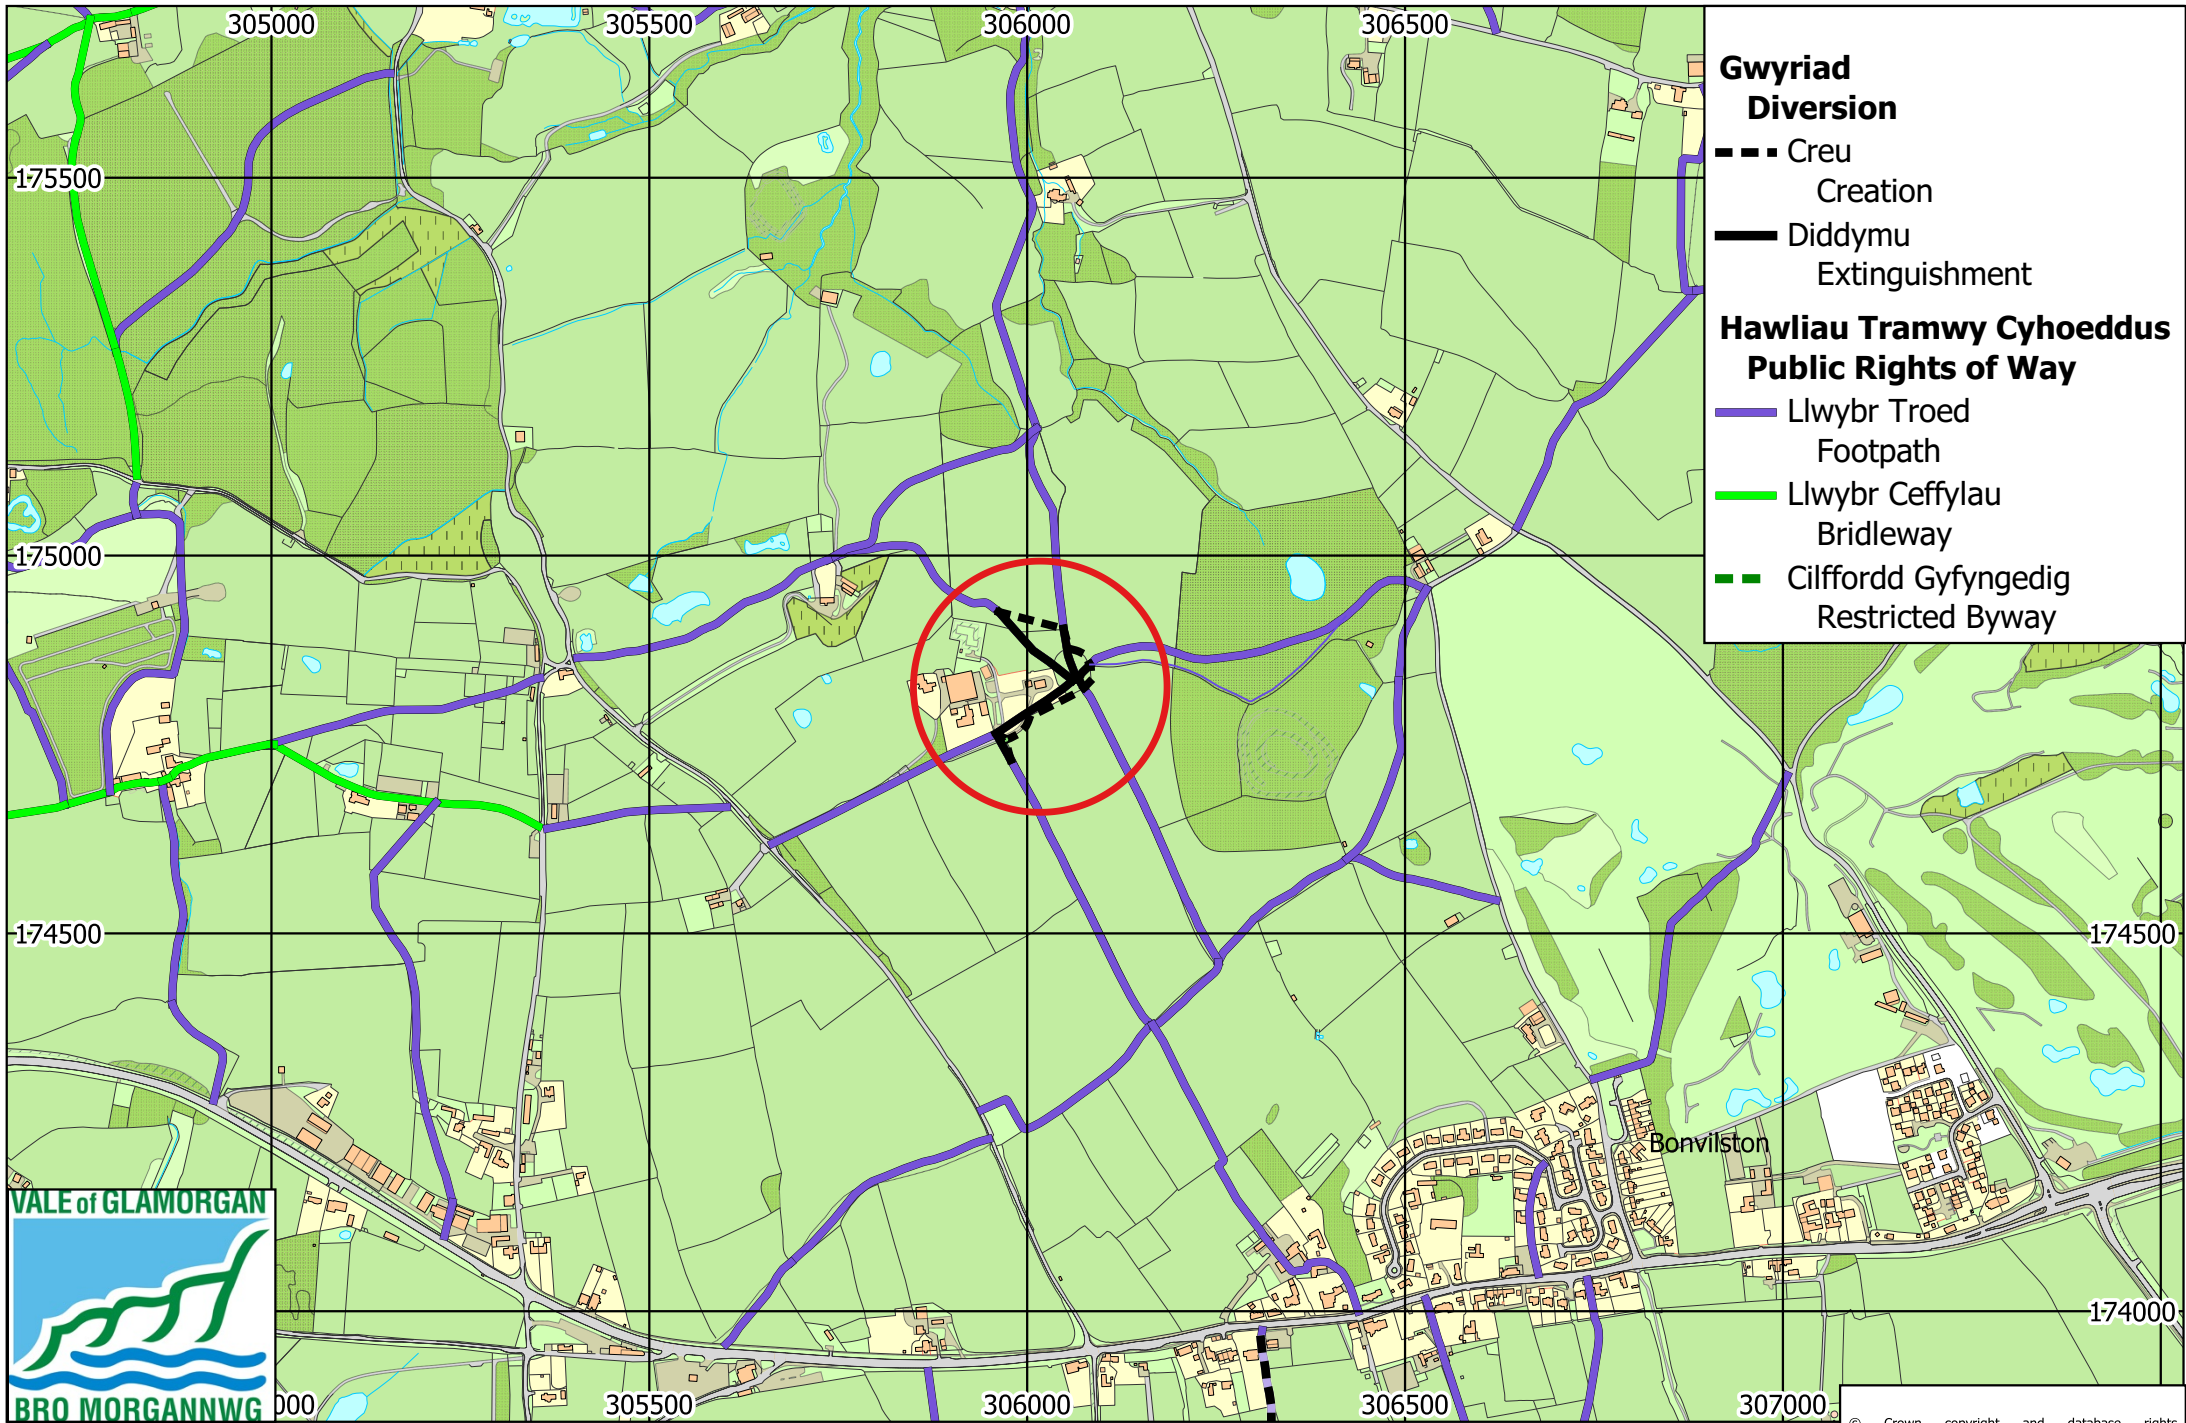 305000
305500
306000
306500
Gwyriad
Diversion
Creu
Creation
Diddymu
Extinguishment
Hawliau Tramwy Cyhoeddus
Public Rights of Way
Llwybr Troed
Footpath
Llwybr Ceffylau
Bridleway
Cilffordd Gyfyngedig
Restricted Byway
175500
175000
174500
174500
Bonvilston
174000
VALE of GLAMORGAN
BRO MORGANNWG
000
305500
306000
306500
307000
© Crown copyright and database rights